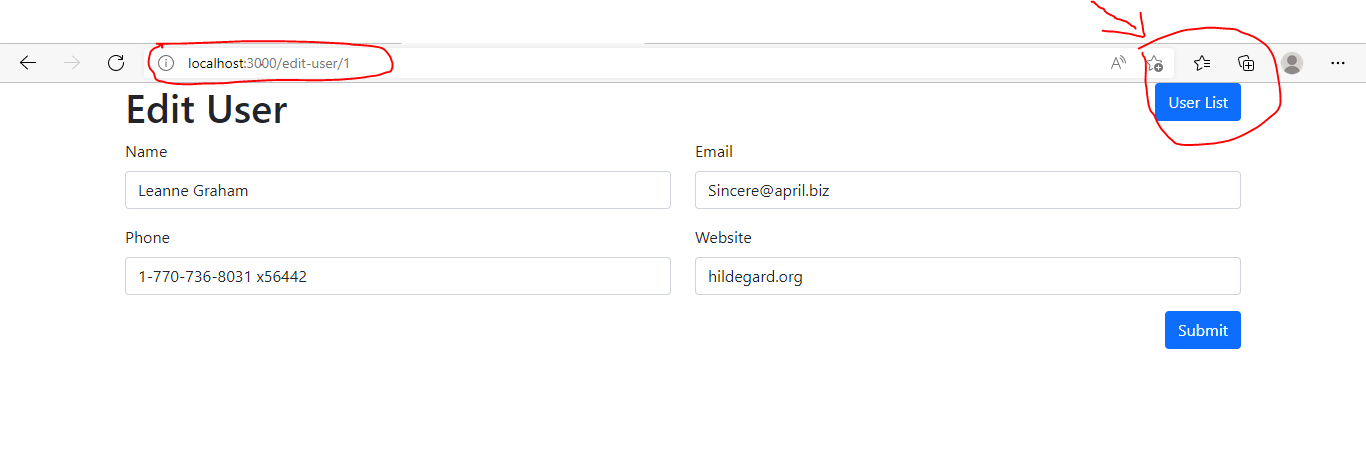 localhost:3000/edit-user/1
Edit User
User List
Name
Email
Leanne Graham
Sincere@april.biz
Phone
Website
1-770-736-8031 x56442
hildegard.org
Submit